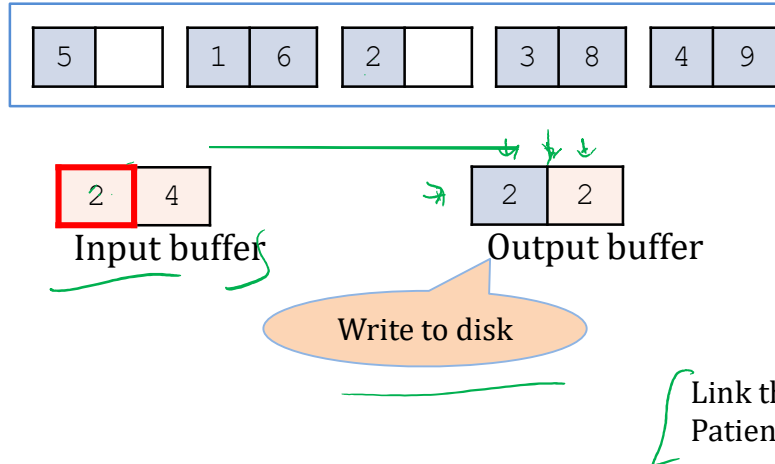 5 1 6 2 3 8 4 9
2 4 2 2
Input buffer Output buffer
Write to disk
Link th
Patien